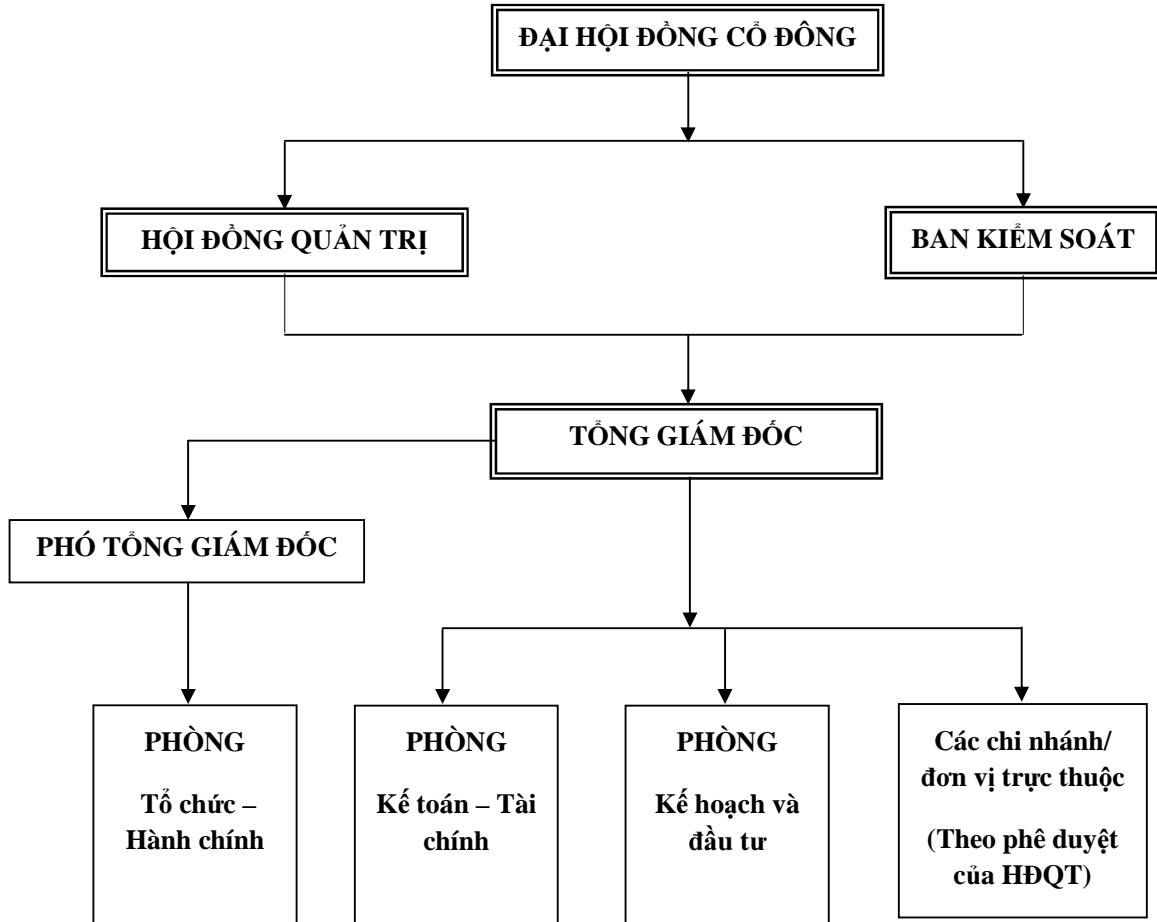 ĐẠI HỘI ĐỒNG CỔ ĐÔNG
HỘI ĐỒNG QUẢN TRỊ
BAN KIỂM SOÁT
TỔNG GIÁM ĐỐC
PHÓ TỔNG GIÁM ĐỐC
PHÒNG
Tổ chức –
Hành chính
PHÒNG
Kế toán – Tài
chính
PHÒNG
Kế hoạch và
đầu tư
Các chi nhánh/
đơn vị trực thuộc
(Theo phê duyệt
của HĐQT)